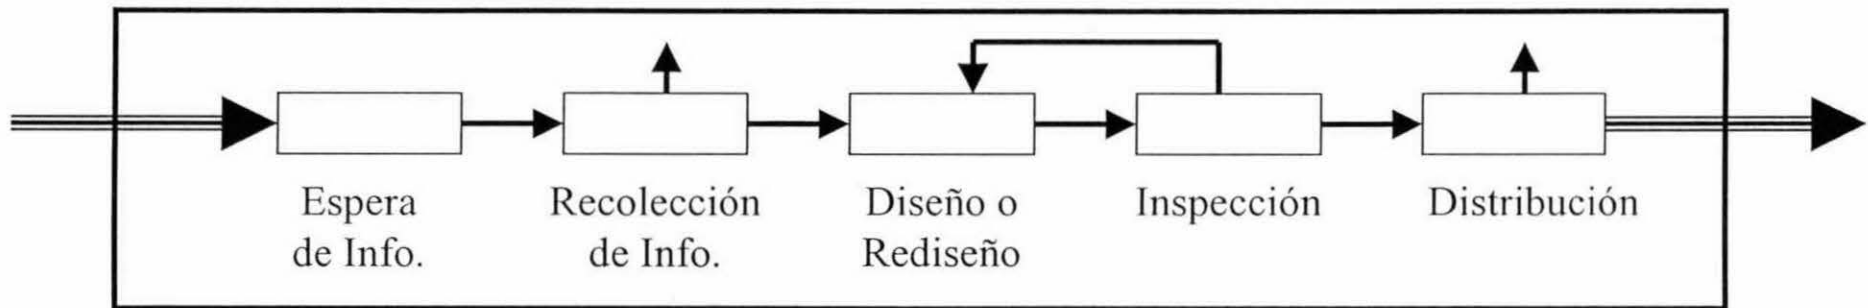 Espera
de Info.
Recolección
de Info.
Diseño o
Rediseño
Inspección
Distribución